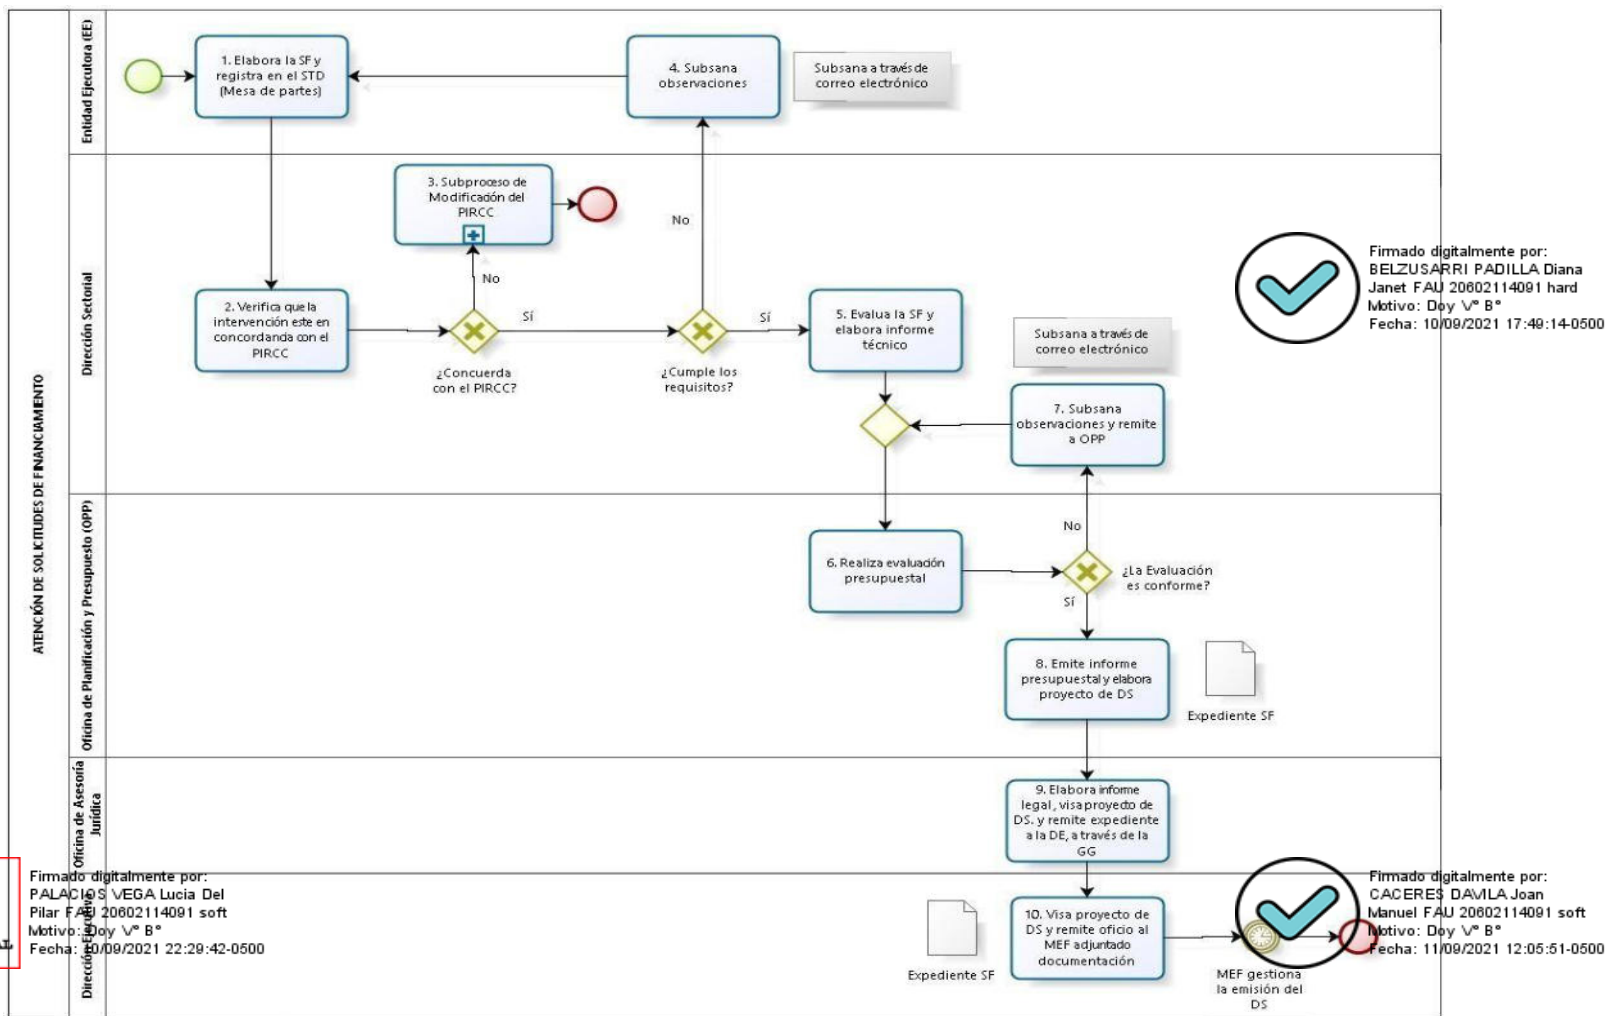 ATENCIÓN DE SOLICITUDES DE FINANCIAMIENTO
Entidad Ejecutora (EE)
1. Elabora la SF y
registra en el STD
(Mesa de partes)
4. Subsana
observaciones
Subsana a través de
correo electrónico
Dirección Sectorial
3. Subproceso de
Modificación del
PIRCC
No
No
2. Verifica que la
intervención este en
concordancia con el
PIRCC
Sí
¿Concuerda
con el PIRCC?
¿Cumple los
requisitos?
Sí
5. Evalua la SF y
elabora informe
técnico
Subsana a través de
correo electrónico
7. Subsana
observaciones y remite
a OPP
Firmado digitalmente por:
BELZUSARRI PADILLA Diana
Janet FAU 20602114091 hard
Motivo: Doy V° B°
Fecha: 10/09/2021 17:49:14-0500
Oficina de Planificación y Presupuesto (OPP)
6. Realiza evaluación
presupuestal
No
¿La Evaluación
es conforme?
Sí
8. Emite informe
presupuestal y elabora
proyecto de DS
Expediente SF
Oficina de Asesoría
Jurídica
9. Elabora informe
legal, visa proyecto de
DS. y remite expediente
a la DE, a través de la
GG
Dirección Ejecutiva
Firmado digitalmente por:
PALACIOS VEGA Lucia Del
Pilar FAU 20602114091 soft
Motivo: Doy V° B°
Fecha: 10/09/2021 22:29:42-0500
Expediente SF
10. Visa proyecto de
DS y remite oficio al
MEF adjuntado
documentación
MEF gestiona
la emisión del
DS
Firmado digitalmente por:
CACERES DAVILA Joan
Manuel FAU 20602114091 soft
Motivo: Doy V° B°
Fecha: 11/09/2021 12:05:51-0500